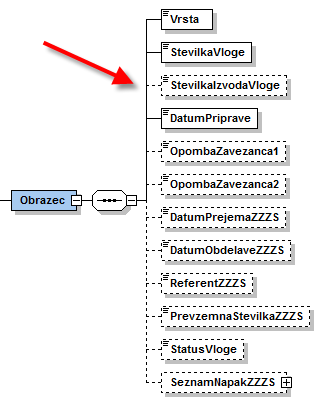 Vrsta
StevilkaVloge
StevilkaIzvodaVloge
DatumPriprave
OpombaZavezanca1
OpombaZavezanca2
Obrazec
DatumPrejemaZZZS
DatumObdelaveZZZS
ReferentZZZS
PrevzemnaStevilkaZZZS
StatusVloge
SeznamNapakZZZS